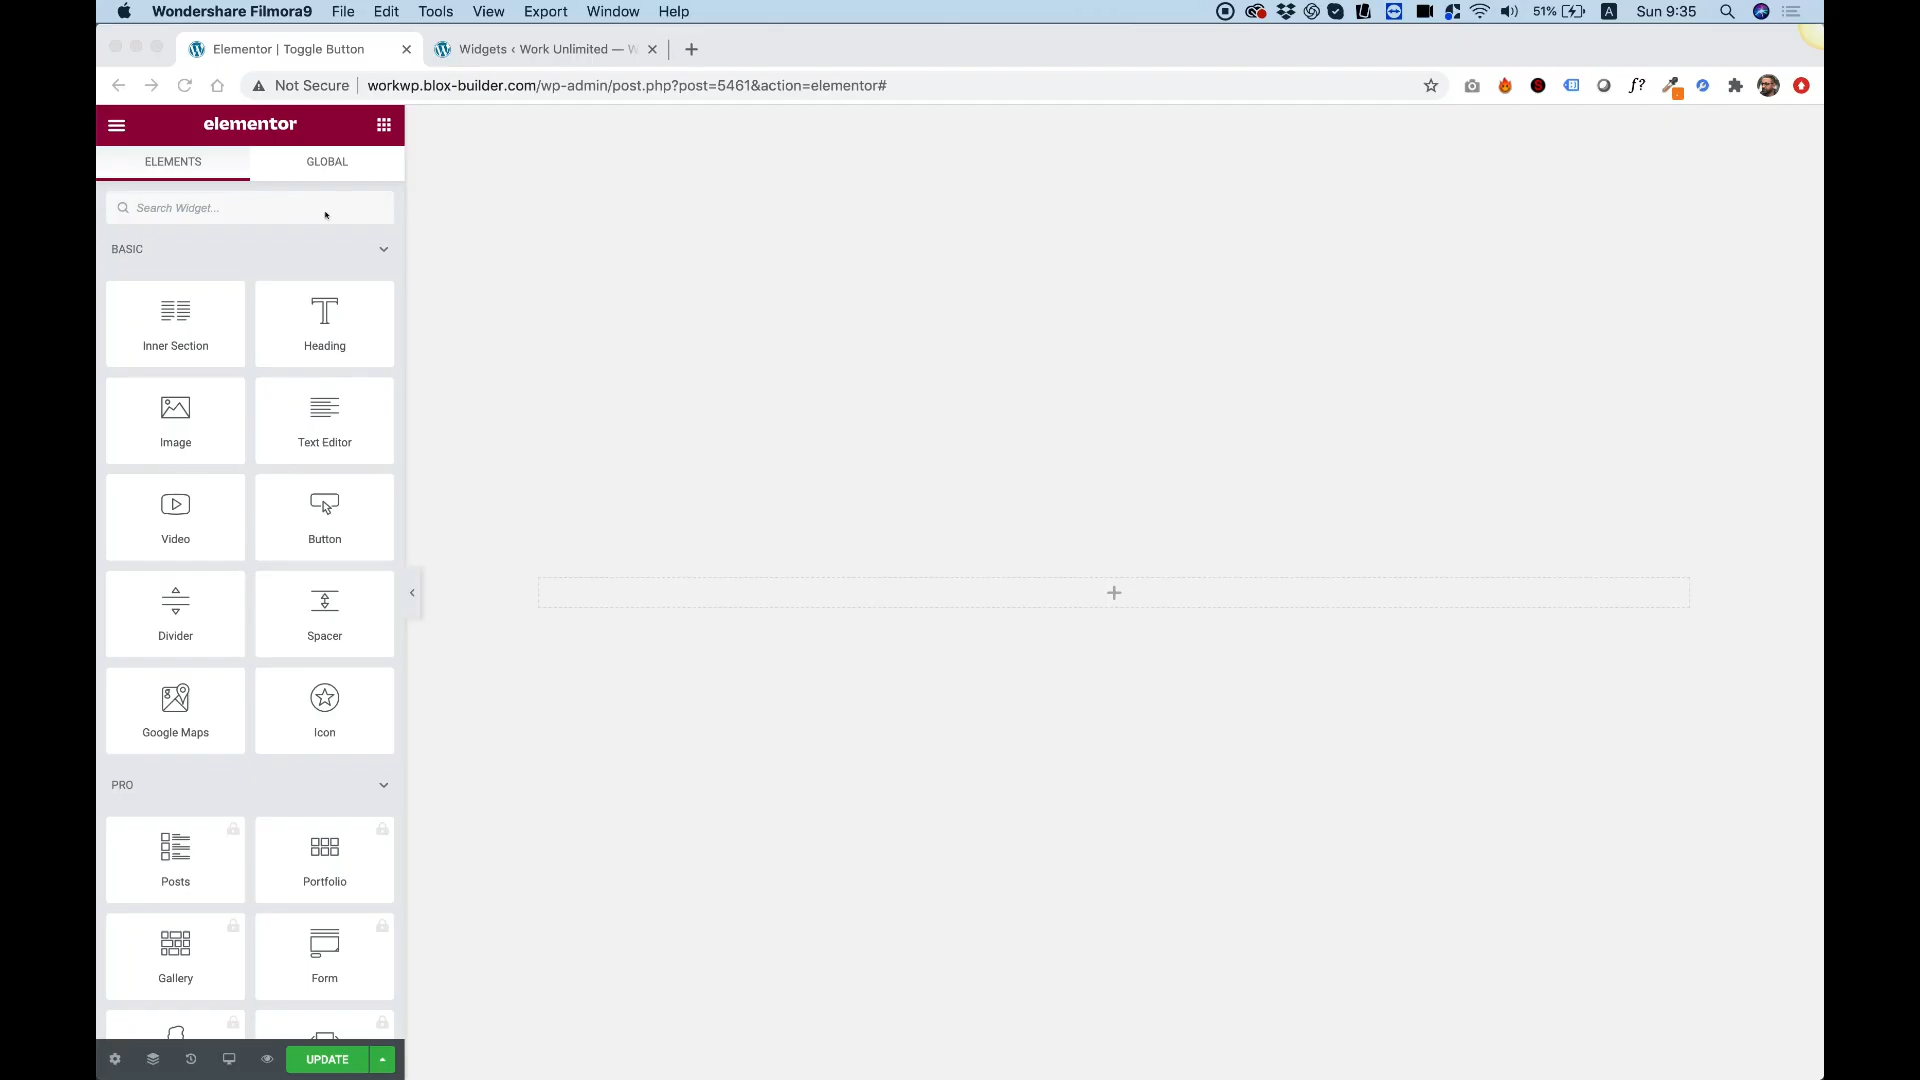 Wondershare Filmora9 File Edit Tools View Export Window Help 51% A Sun 9:35
Elementor | Toggle Button Widgets ‹ Work Unlimited — W
Not Secure workwp.blox-builder.com/wp-admin/post.php?post=5461&action=elementor# f?
elementor
ELEMENTS GLOBAL
Search Widget...
BASIC
Inner Section Heading
Image Text Editor
Video Button
Divider Spacer
Google Maps Icon
PRO
Posts Portfolio
Gallery Form
UPDATE